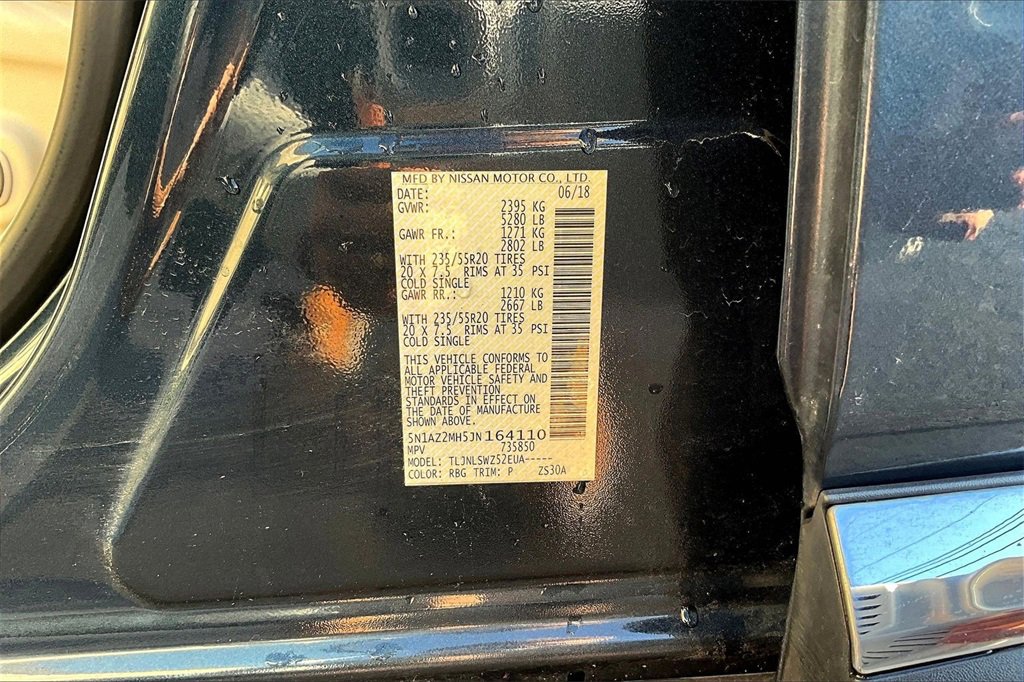 MFD BY NISSAN MOTOR CO., LTD.
DATE: 06/18
GVWR: 2395 KG
5280 LB
GAWR FR.: 1271 KG
2802 LB
WITH 235/55R20 TIRES
20 X 7.5 RIMS AT 35 PSI
COLD SINGLE
GAWR RR.: 1210 KG
2667 LB
WITH 235/55R20 TIRES
20 X 7.5 RIMS AT 35 PSI
COLD SINGLE
THIS VEHICLE CONFORMS TO
ALL APPLICABLE FEDERAL
MOTOR VEHICLE SAFETY AND
THEFT PREVENTION
STANDARDS IN EFFECT ON
THE DATE OF MANUFACTURE
SHOWN ABOVE.
5N1AZ2MH5JN164110
MPV 735850
MODEL: TLJNLSWZ52EUA-----
COLOR: RBG TRIM: P ZS30A